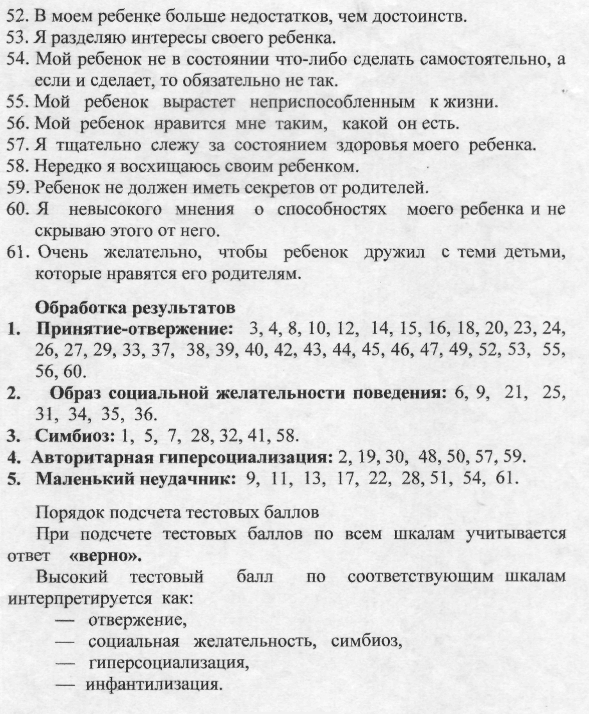 52. В моем ребенке больше недостатков, чем достоинств.
53. Я разделяю интересы своего ребенка.
54. Мой ребенок не в состоянии что-либо сделать самостоятельно, а
если и сделает, то обязательно не так.
55. Мой ребенок вырастет неприспособленным к жизни.
56. Мой ребенок нравится мне таким, какой он есть.
57. Я тщательно слежу за состоянием здоровья моего ребенка.
58. Нередко я восхищаюсь своим ребенком.
59. Ребенок не должен иметь секретов от родителей.
60. Я невысокого мнения о способностях моего ребенка и не
скрываю этого от него.
61. Очень желательно, чтобы ребенок дружил с теми детьми,
которые нравятся его родителям.
Обработка результатов
1. Принятие-отвержение: 3, 4, 8, 10, 12, 14, 15, 16, 18, 20, 23, 24,
26, 27, 29, 33, 37, 38, 39, 40, 42, 43, 44, 45, 46, 47, 49, 52, 53, 55,
56, 60.
2. Образ социальной желательности поведения: 6, 9, 21, 25,
31, 34, 35, 36.
3. Симбиоз: 1, 5, 7, 28, 32, 41, 58.
4. Авторитарная гиперсоциализация: 2, 19, 30, 48, 50, 57, 59.
5. Маленький неудачник: 9, 11, 13, 17, 22, 28, 51, 54, 61.
Порядок подсчета тестовых баллов
При подсчете тестовых баллов по всем шкалам учитывается
ответ «верно».
Высокий тестовый балл по соответствующим шкалам
интерпретируется как:
— отвержение,
— социальная желательность, симбиоз,
— гиперсоциализация,
— инфантилизация.